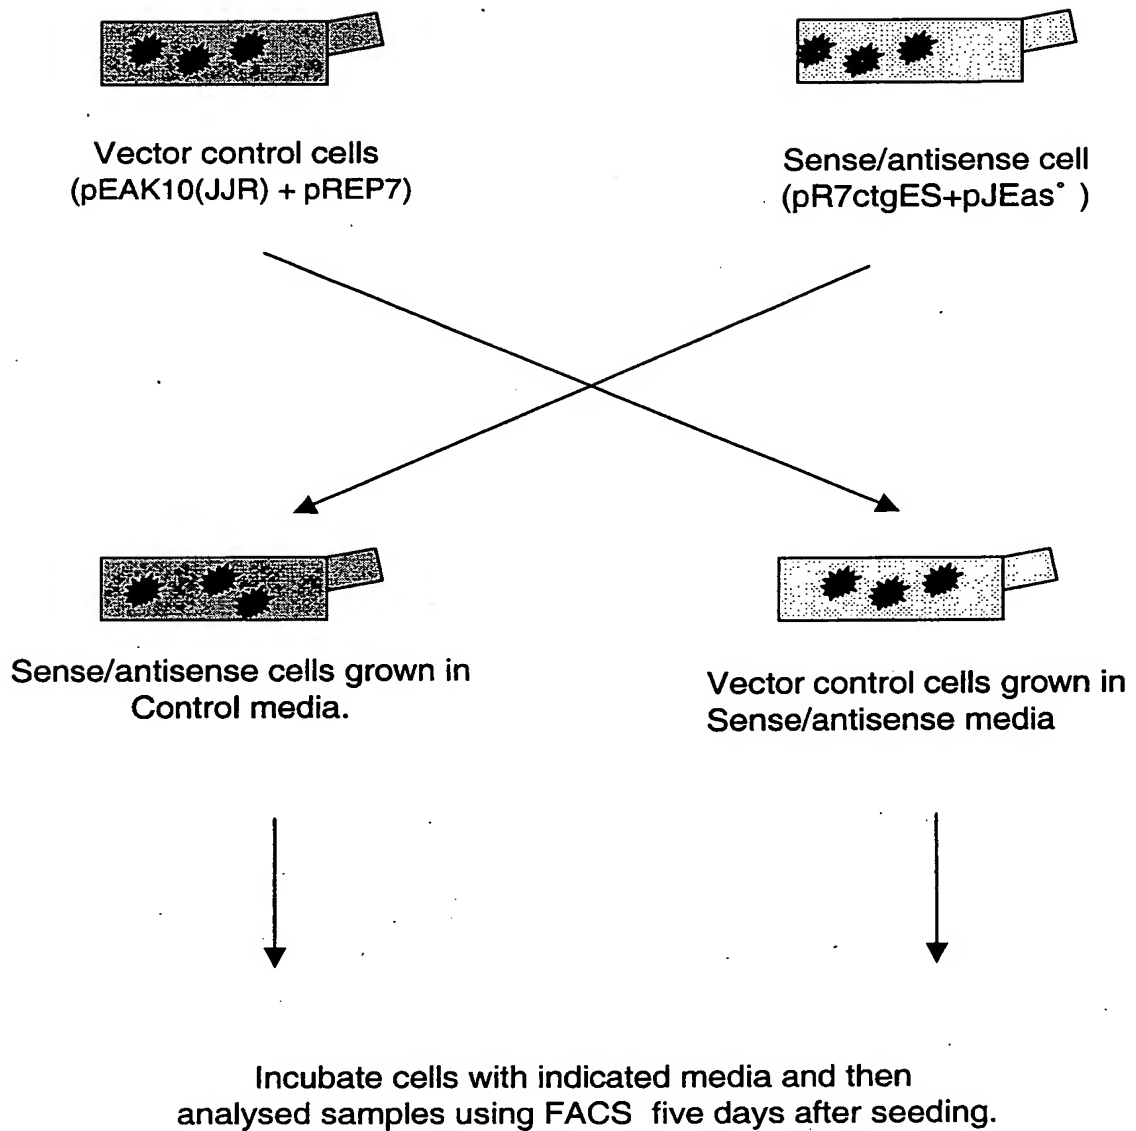 Vector control cells
(pEAK10(JJR) + pREP7)
Sense/antisense cell
(pR7ctgES+pJEas° )
Sense/antisense cells grown in
Control media.
Vector control cells grown in
Sense/antisense media
Incubate cells with indicated media and then
analysed samples using FACS five days after seeding.